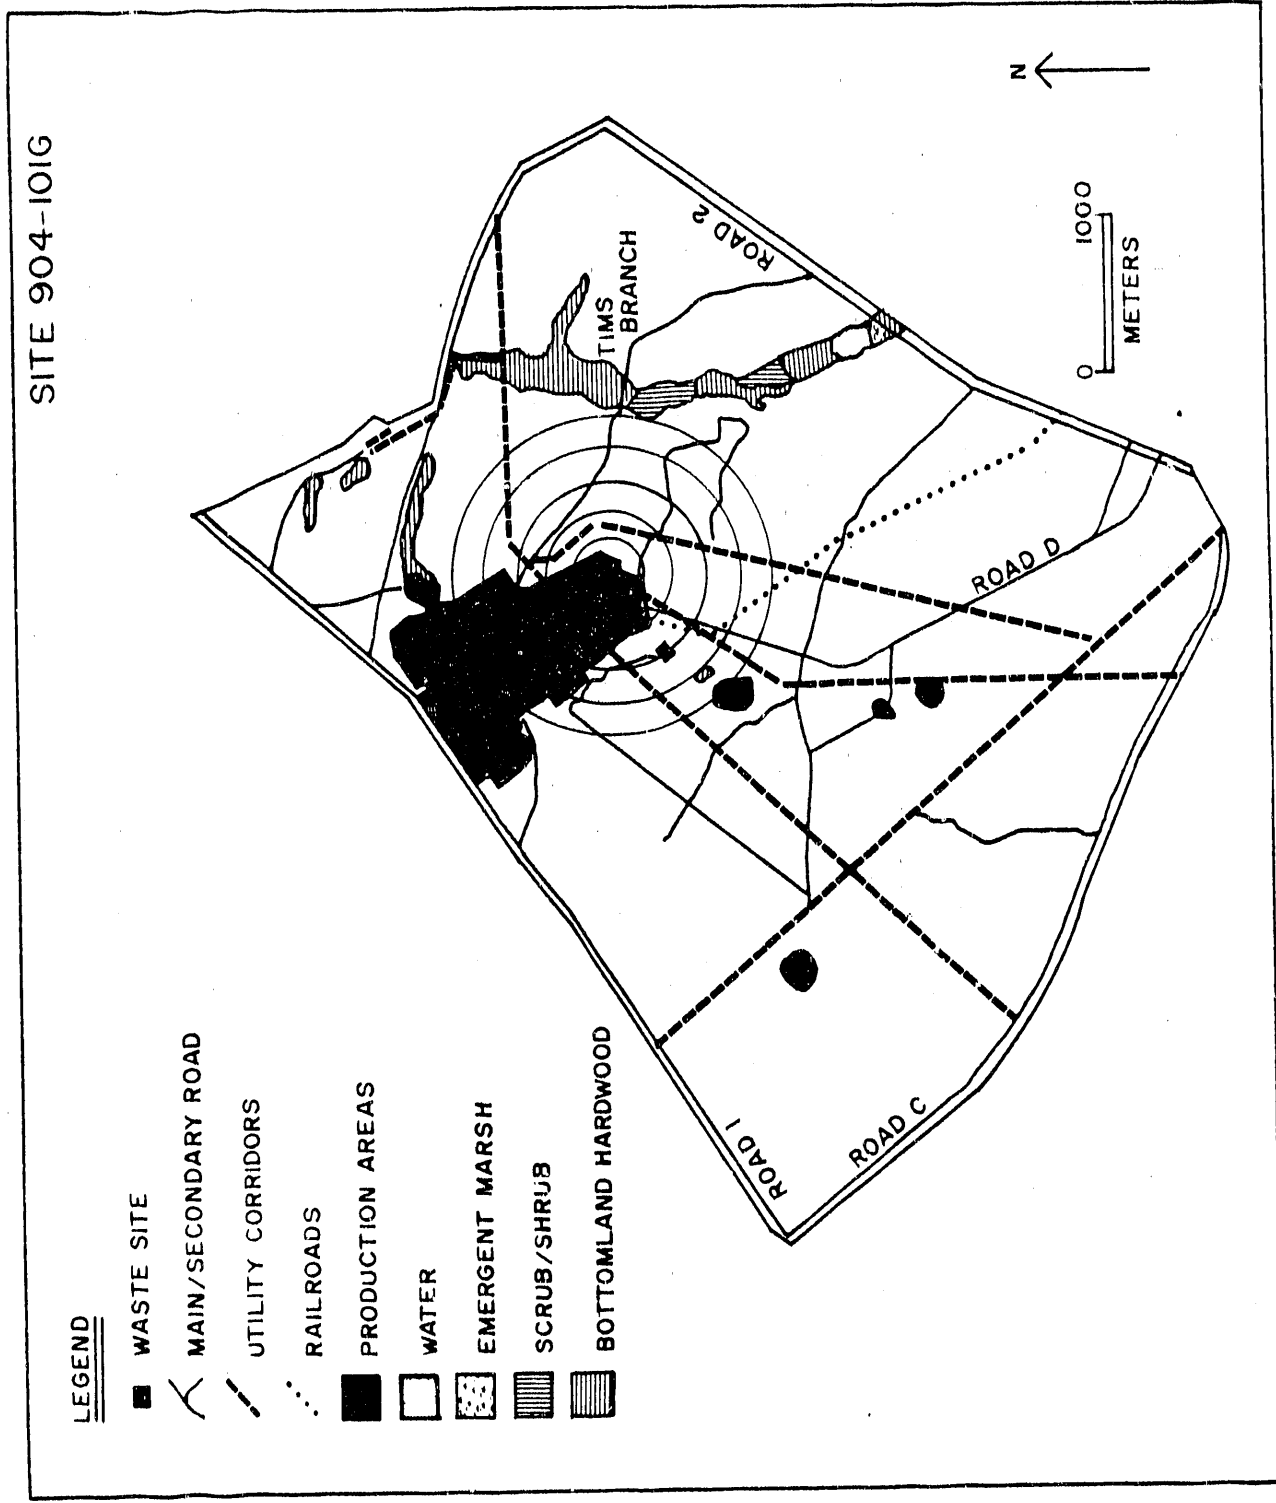 SITE 904-101G
N
ROAD 2
TIMS
BRANCH
0 1000
METERS
ROAD D
ROAD 1
ROAD C
LEGEND
WASTE SITE
MAIN/SECONDARY ROAD
UTILITY CORRIDORS
RAILROADS
PRODUCTION AREAS
WATER
EMERGENT MARSH
SCRUB/SHRUB
BOTTOMLAND HARDWOOD